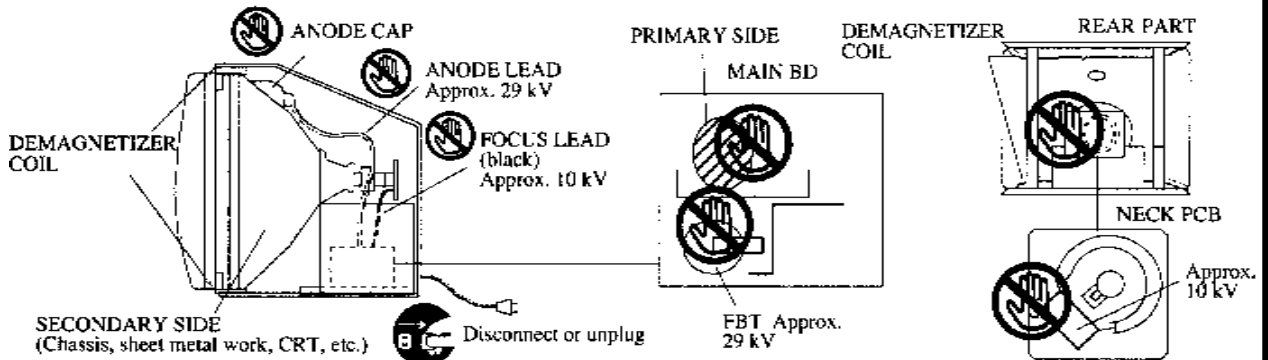 ANODE CAP
ANODE LEAD
Approx. 29 kV
FOCUS LEAD
(black)
Approx. 10 kV
DEMAGNETIZER
COIL
SECONDARY SIDE
(Chassis, sheet metal work, CRT, etc.)
Disconnect or unplug
PRIMARY SIDE
MAIN BD
FBT Approx.
29 kV
DEMAGNETIZER
COIL
REAR PART
NECK PCB
Approx.
10 kV